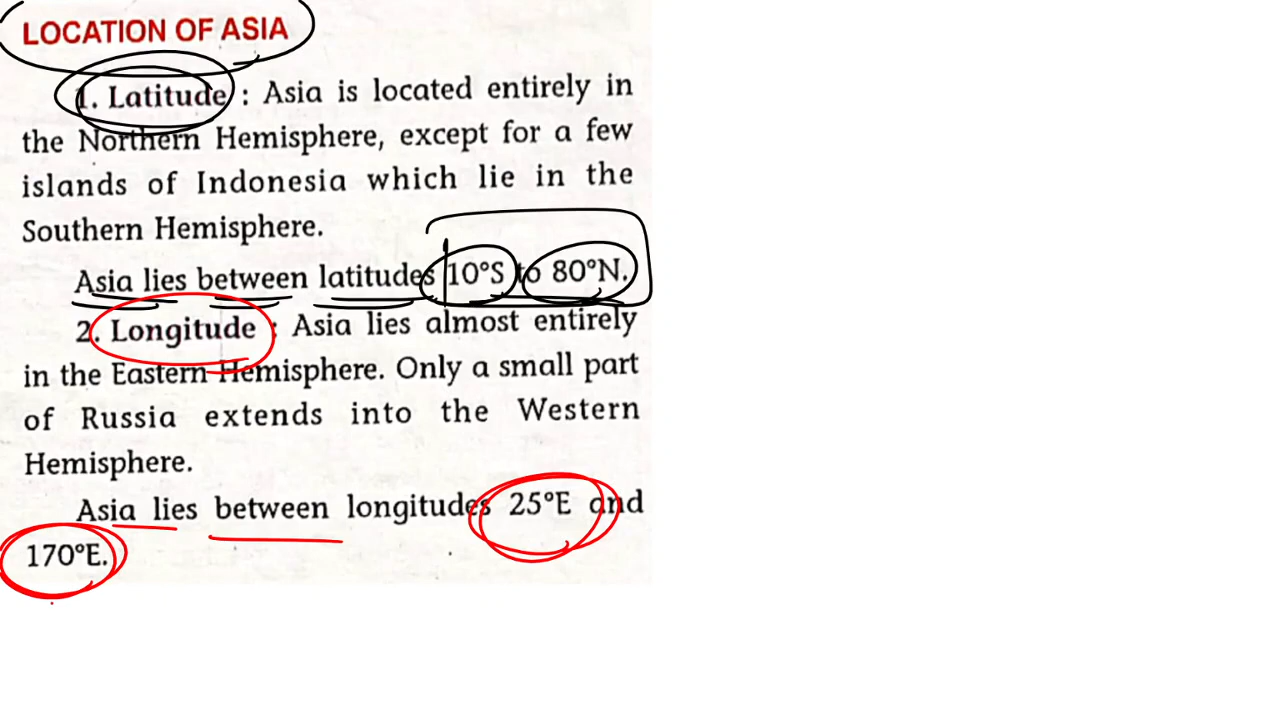 LOCATION OF ASIA
1. Latitude : Asia is located entirely in
the Northern Hemisphere, except for a few
islands of Indonesia which lie in the
Southern Hemisphere.
Asia lies between latitudes 10°S to 80°N.
2. Longitude : Asia lies almost entirely
in the Eastern Hemisphere. Only a small part
of Russia extends into the Western
Hemisphere.
Asia lies between longitudes 25°E and
170°E.